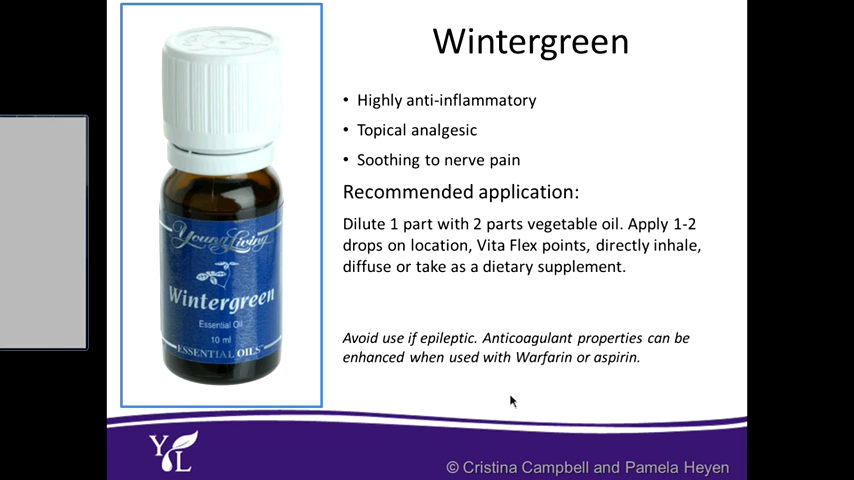 Wintergreen
• Highly anti-inflammatory
• Topical analgesic
• Soothing to nerve pain
Recommended application:
Dilute 1 part with 2 parts vegetable oil. Apply 1-2
drops on location, Vita Flex points, directly inhale,
diffuse or take as a dietary supplement.
Avoid use if epileptic. Anticoagulant properties can be
enhanced when used with Warfarin or aspirin.
Young Living
Wintergreen
Essential Oil
10 ml
ESSENTIAL OILS
YL
© Cristina Campbell and Pamela Heyen